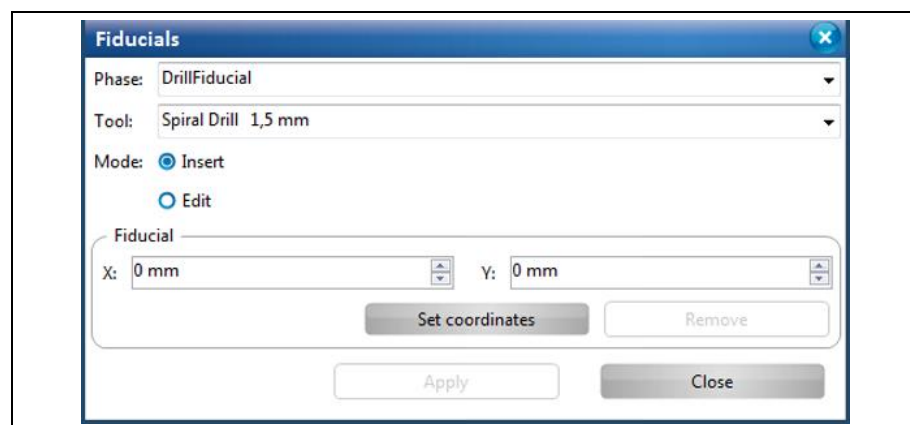 Fiducials
Phase: DrillFiducial
Tool: Spiral Drill 1,5 mm
Mode: Insert
Edit
Fiducial
X: 0 mm Y: 0 mm
Set coordinates Remove
Apply Close